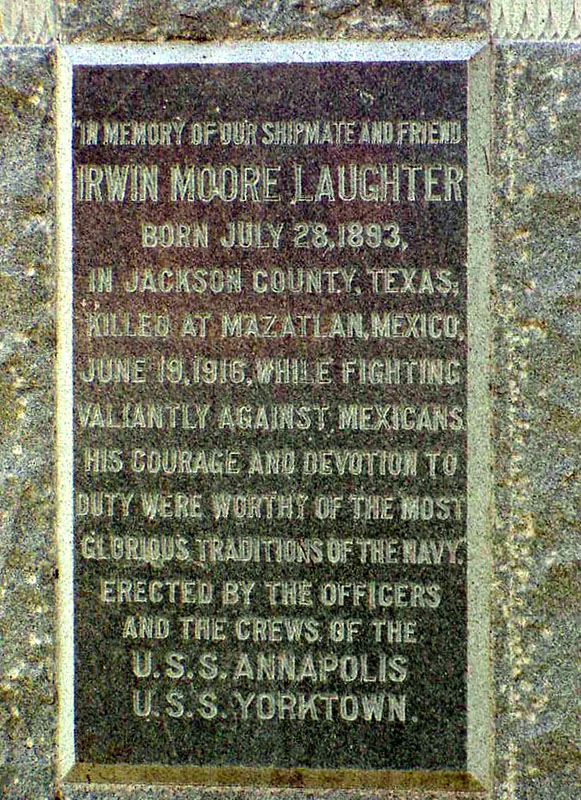 IN MEMORY OF OUR SHIPMATE AND FRIEND
IRWIN MOORE LAUGHTER
BORN JULY 28, 1893,
IN JACKSON COUNTY, TEXAS;
KILLED AT MAZATLAN, MEXICO,
JUNE 19, 1916, WHILE FIGHTING
VALIANTLY AGAINST MEXICANS.
HIS COURAGE AND DEVOTION TO
DUTY WERE WORTHY OF THE MOST
GLORIOUS TRADITIONS OF THE NAVY.
ERECTED BY THE OFFICERS
AND THE CREWS OF THE
U.S.S. ANNAPOLIS
U.S.S. YORKTOWN.